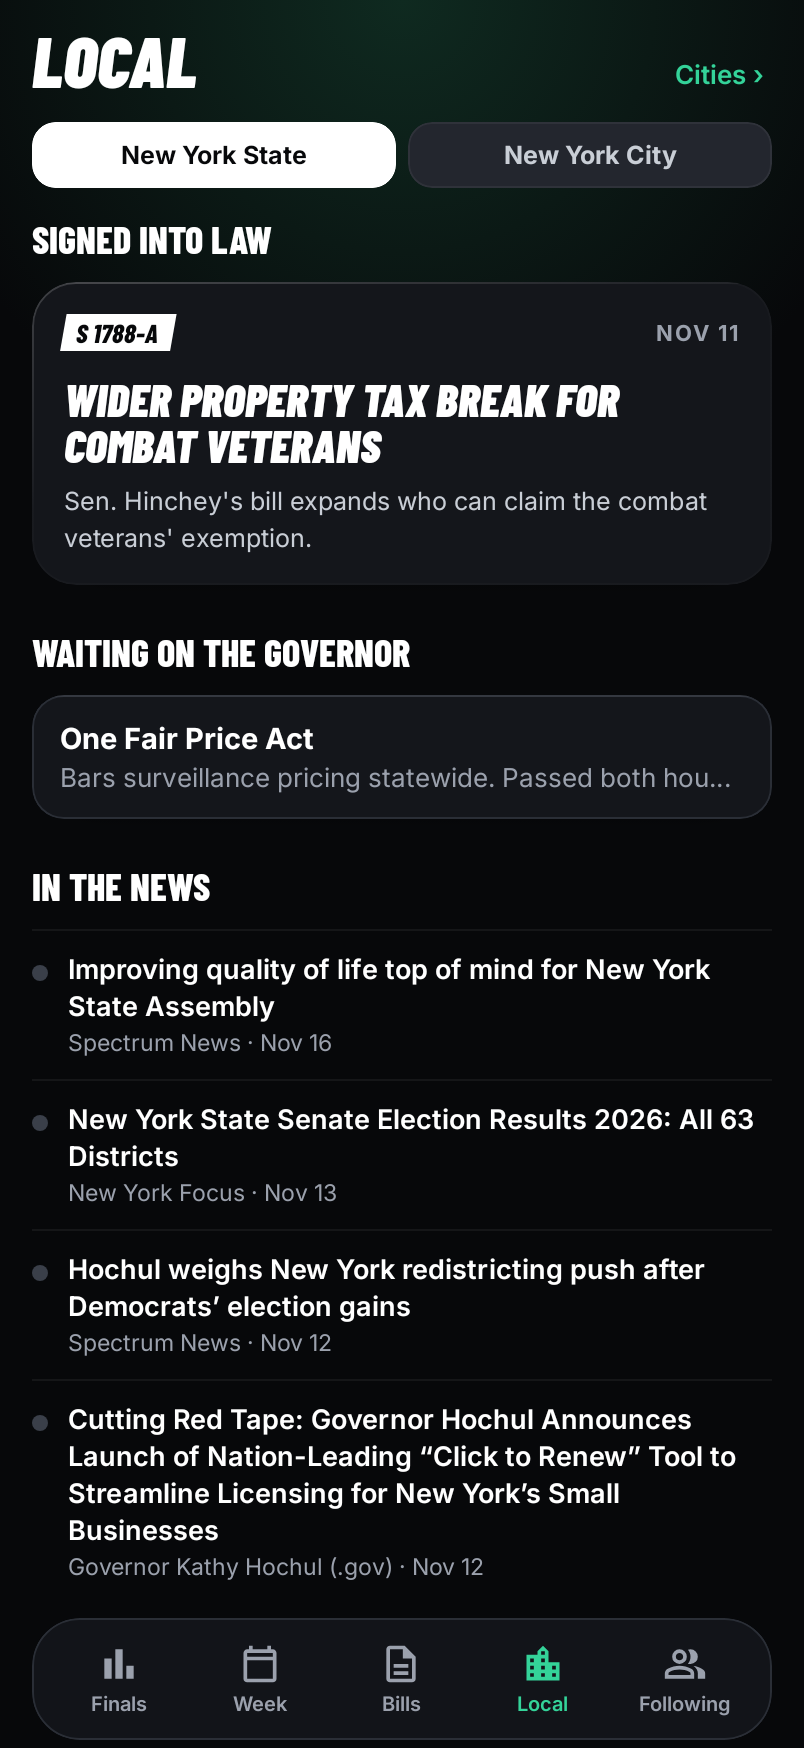 LOCAL
Cities ›
New York State
New York City
SIGNED INTO LAW
S 1788-A
NOV 11
WIDER PROPERTY TAX BREAK FOR
COMBAT VETERANS
Sen. Hinchey's bill expands who can claim the combat
veterans' exemption.
WAITING ON THE GOVERNOR
One Fair Price Act
Bars surveillance pricing statewide. Passed both hou...
IN THE NEWS
Improving quality of life top of mind for New York
State Assembly
Spectrum News · Nov 16
New York State Senate Election Results 2026: All 63
Districts
New York Focus · Nov 13
Hochul weighs New York redistricting push after
Democrats’ election gains
Spectrum News · Nov 12
Cutting Red Tape: Governor Hochul Announces
Launch of Nation-Leading “Click to Renew” Tool to
Streamline Licensing for New York’s Small
Businesses
Governor Kathy Hochul (.gov) · Nov 12
Finals
Week
Bills
Local
Following